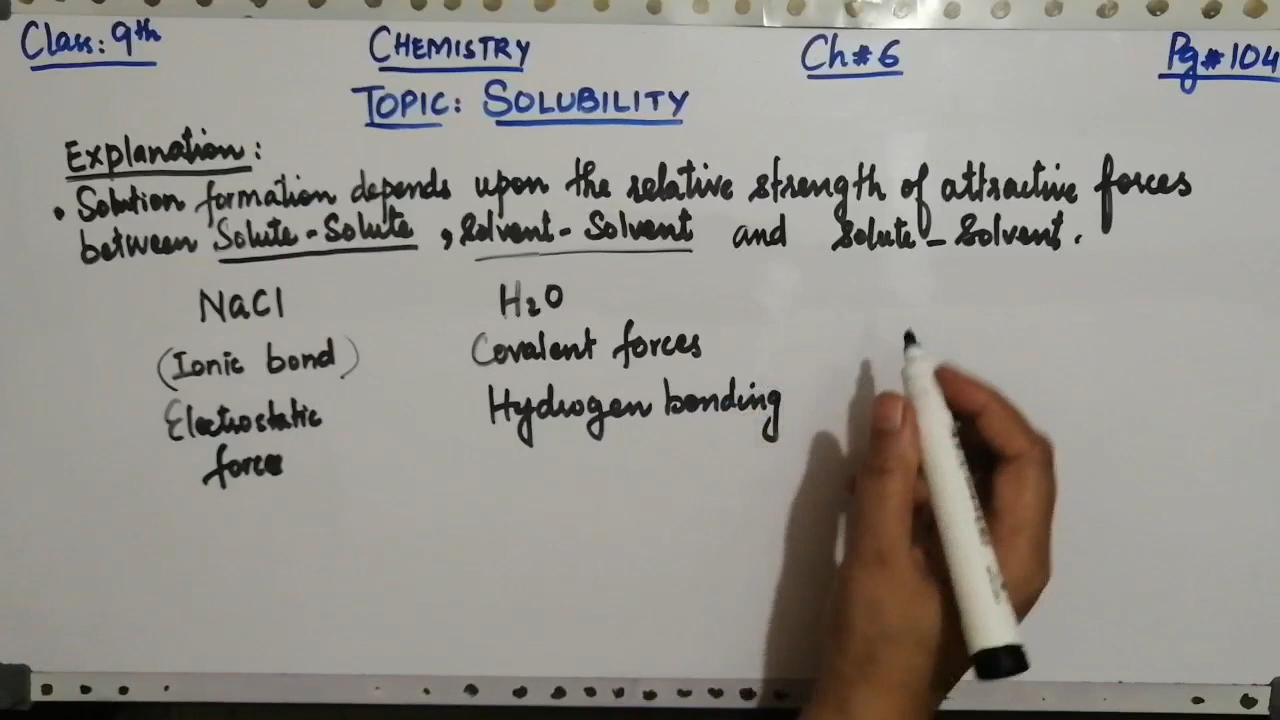 Class: 9th CHEMISTRY Ch#6 Pg#104
TOPIC: SOLUBILITY
Explanation:
• Solution formation depends upon the relative strength of attractive forces
between Solute-Solute, Solvent-Solvent and Solute-Solvent.
NaCl H₂O
(Ionic bond) Covalent forces
Electrostatic Hydrogen bonding
force